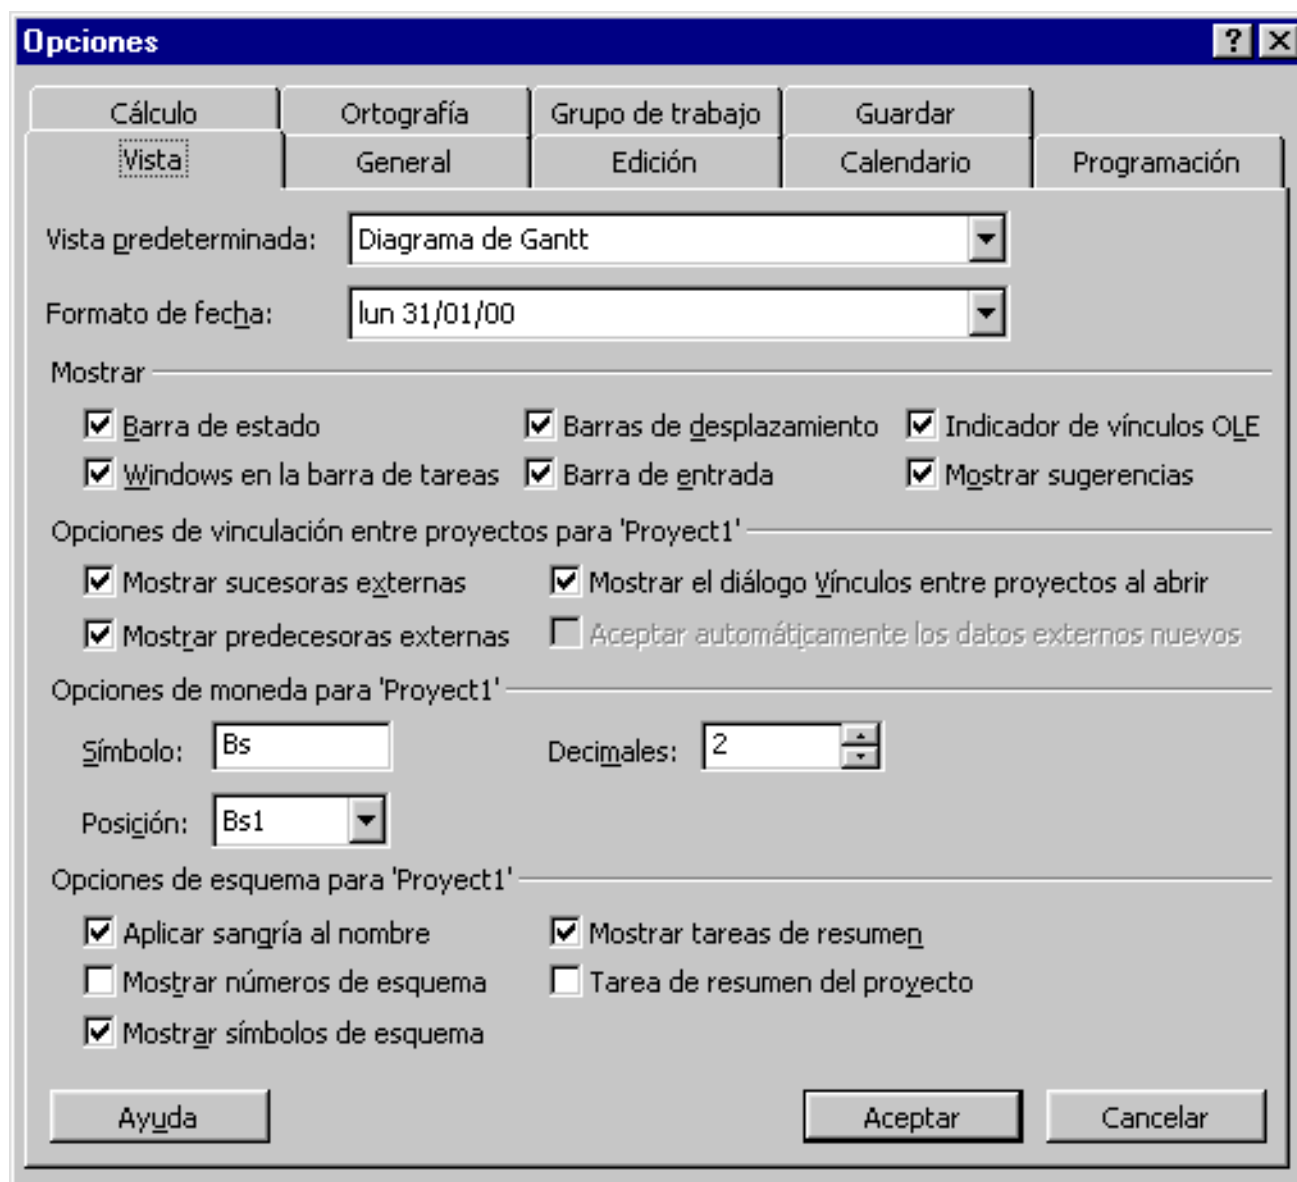 Opciones
Cálculo Ortografía Grupo de trabajo Guardar
Vista General Edición Calendario Programación
Vista predeterminada: Diagrama de Gantt
Formato de fecha: lun 31/01/00
Mostrar
Barra de estado Barras de desplazamiento Indicador de vínculos OLE
Windows en la barra de tareas Barra de entrada Mostrar sugerencias
Opciones de vinculación entre proyectos para 'Proyect1'
Mostrar sucesoras externas Mostrar el diálogo Vínculos entre proyectos al abrir
Mostrar predecesoras externas Aceptar automáticamente los datos externos nuevos
Opciones de moneda para 'Proyect1'
Símbolo: Bs Decimales: 2
Posición: Bs1
Opciones de esquema para 'Proyect1'
Aplicar sangría al nombre Mostrar tareas de resumen
Mostrar números de esquema Tarea de resumen del proyecto
Mostrar símbolos de esquema
Ayuda Aceptar Cancelar